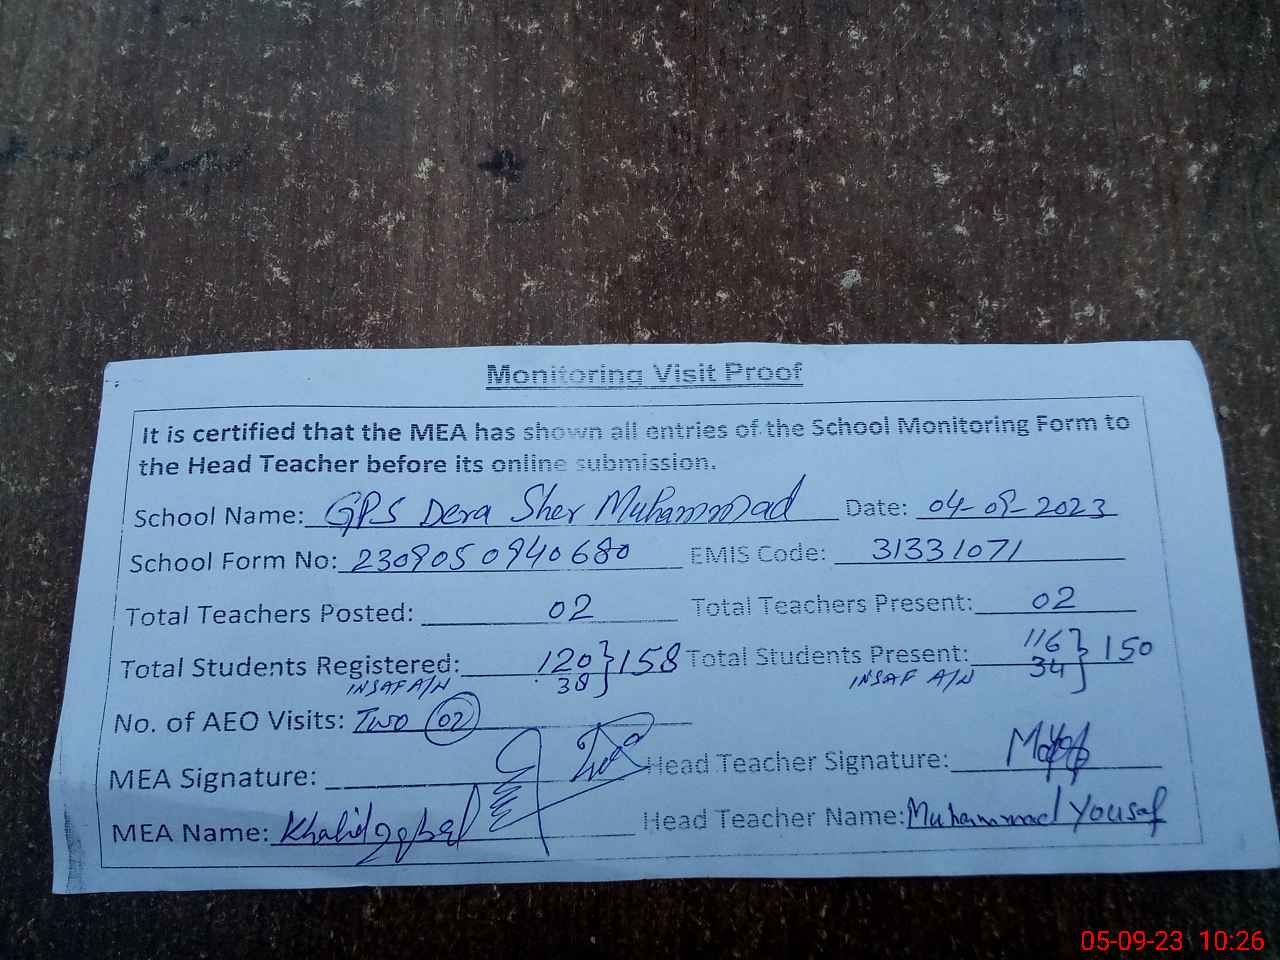 Monitoring Visit Proof
It is certified that the MEA has shown all entries of the School Monitoring Form to
the Head Teacher before its online submission.
School Name: GPS Dera Sher Muhammad Date: 04-09-2023
School Form No: 230905 0940680 EMIS Code: 31331071
Total Teachers Posted: 02 Total Teachers Present: 02
Total Students Registered: 120 } 158 Total Students Present: 116 } 150
INSAF A/N 38 INSAF A/N 34
No. of AEO Visits: Two 02
MEA Signature: Head Teacher Signature:
MEA Name: Khalid Iqbal Head Teacher Name: Muhammad Yousaf
05-09-23 10:26